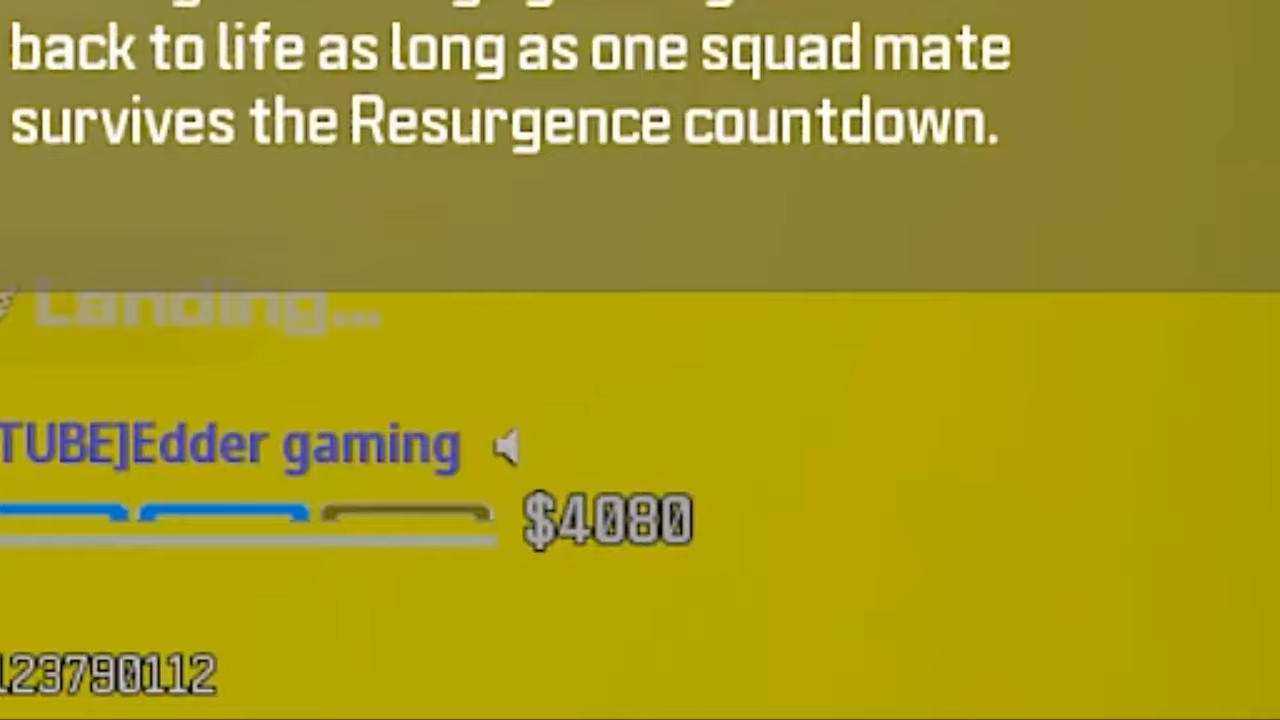 back to life as long as one squad mate
survives the Resurgence countdown.
Landing...
TUBE]Edder gaming
$4080
123790112